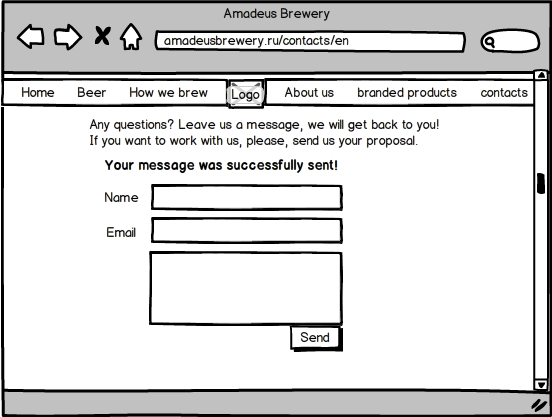 Amadeus Brewery
amadeusbrewery.ru/contacts/en
Home Beer How we brew Logo About us branded products contacts
Any questions? Leave us a message, we will get back to you!
If you want to work with us, please, send us your proposal.
Your message was successfully sent!
Name
Email
Send